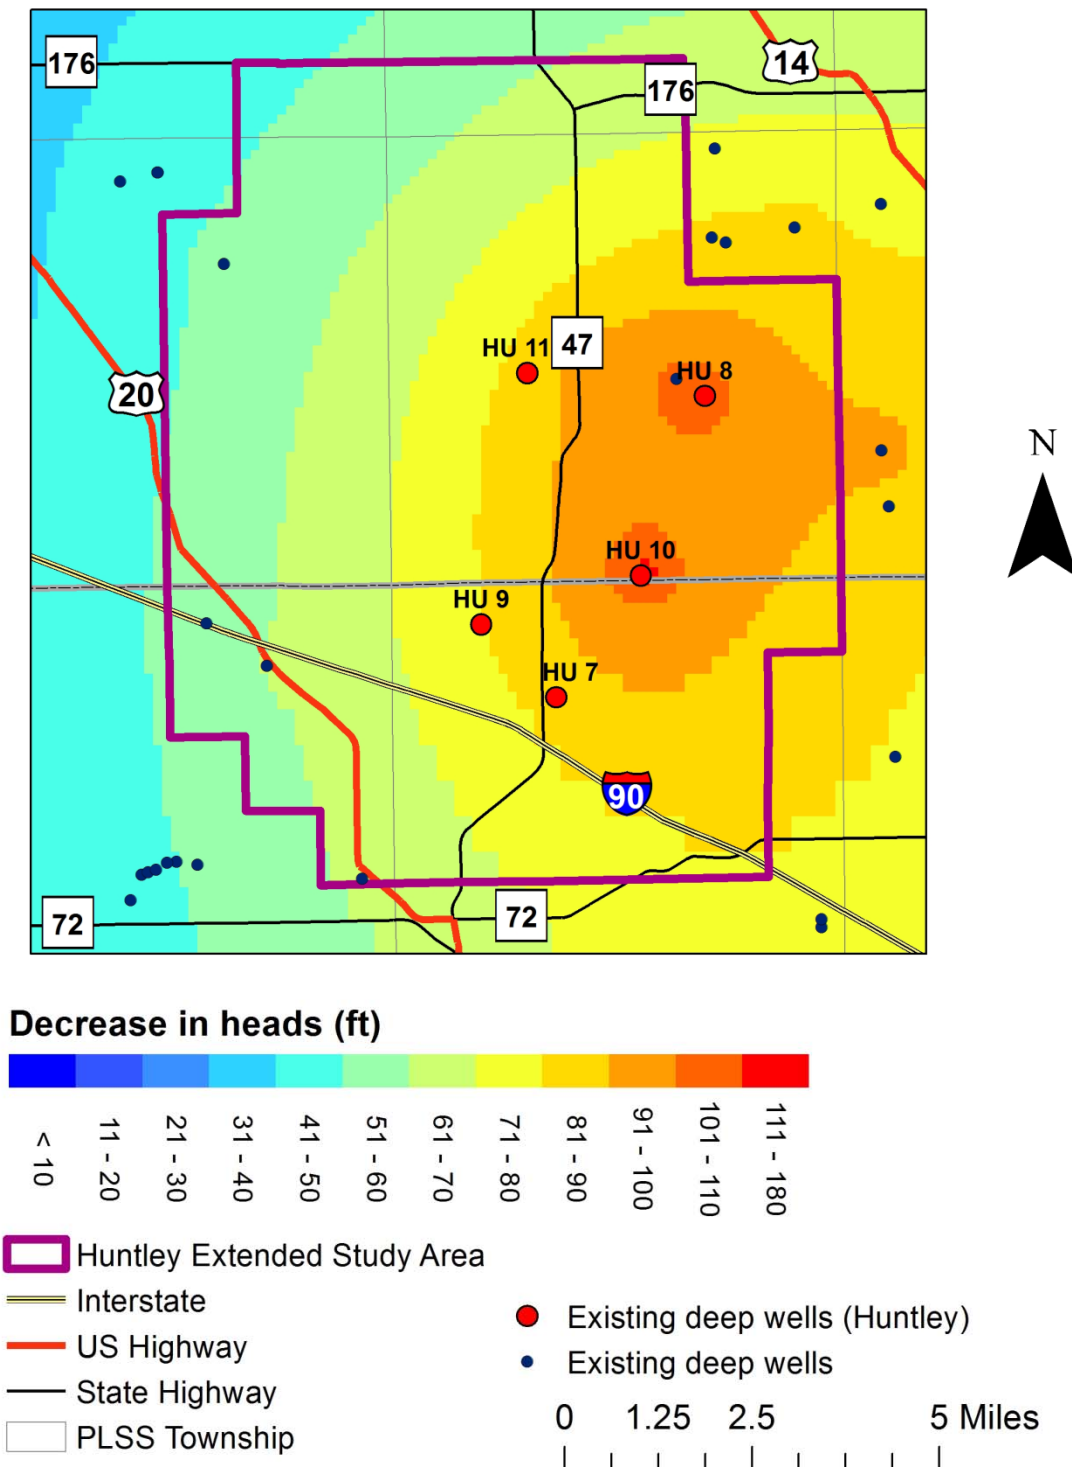 176
14
176
HU 11
47
HU 8
20
HU 10
HU 9
HU 7
90
72
72
N
Decrease in heads (ft)
< 10
11 - 20
21 - 30
31 - 40
41 - 50
51 - 60
61 - 70
71 - 80
81 - 90
91 - 100
101 - 110
111 - 180
Huntley Extended Study Area
Interstate
US Highway
State Highway
PLSS Township
Existing deep wells (Huntley)
Existing deep wells
0 1.25 2.5 5 Miles